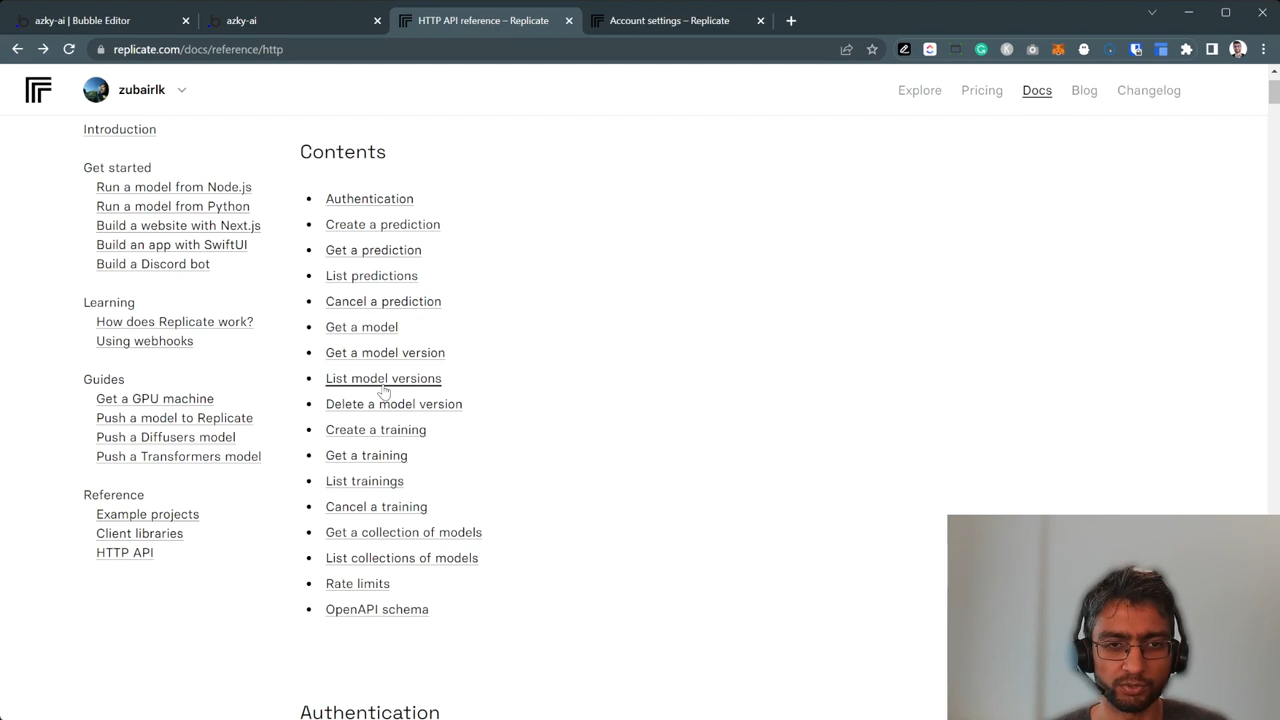 azky-ai | Bubble Editor
azky-ai
HTTP API reference – Replicate
Account settings – Replicate
replicate.com/docs/reference/http
zubairlk
Explore
Pricing
Docs
Blog
Changelog
Introduction
Get started
Run a model from Node.js
Run a model from Python
Build a website with Next.js
Build an app with SwiftUI
Build a Discord bot
Learning
How does Replicate work?
Using webhooks
Guides
Get a GPU machine
Push a model to Replicate
Push a Diffusers model
Push a Transformers model
Reference
Example projects
Client libraries
HTTP API
Contents
Authentication
Create a prediction
Get a prediction
List predictions
Cancel a prediction
Get a model
Get a model version
List model versions
Delete a model version
Create a training
Get a training
List trainings
Cancel a training
Get a collection of models
List collections of models
Rate limits
OpenAPI schema
Authentication